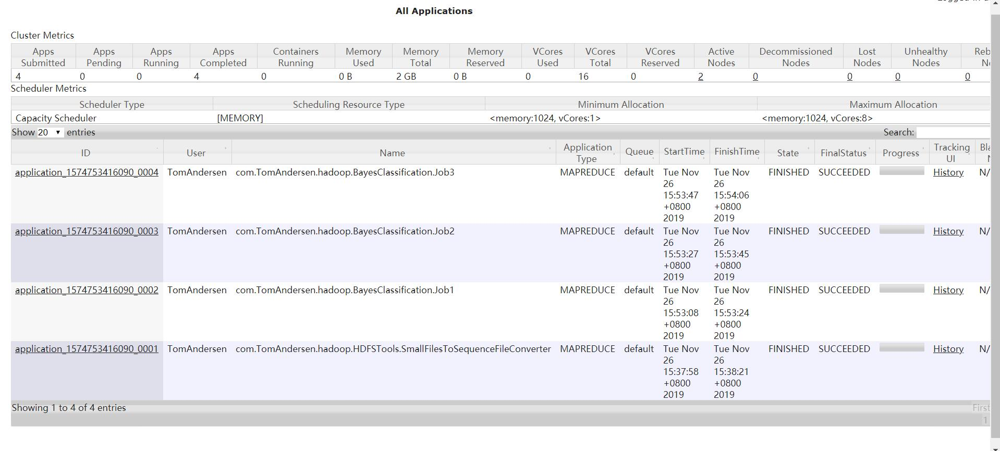 All Applications
Cluster Metrics
Apps Submitted Apps Pending Apps Running Apps Completed Containers Running Memory Used Memory Total Memory Reserved VCores Used VCores Total VCores Reserved Active Nodes Decommissioned Nodes Lost Nodes Unhealthy Nodes Reb
4 0 0 4 0 0 B 2 GB 0 B 0 16 0 2 0 0 0 0
Scheduler Metrics
Scheduler Type Scheduling Resource Type Minimum Allocation Maximum Allocation
Capacity Scheduler [MEMORY] <memory:1024, vCores:1> <memory:1024, vCores:8>
Show 20 entries Search:
ID User Name Application Type Queue StartTime FinishTime State FinalStatus Progress Tracking UI Bla
application_1574753416090_0004 TomAndersen com.TomAndersen.hadoop.BayesClassification.Job3 MAPREDUCE default Tue Nov 26 15:53:47 +0800 2019 Tue Nov 26 15:54:06 +0800 2019 FINISHED SUCCEEDED History N/
application_1574753416090_0003 TomAndersen com.TomAndersen.hadoop.BayesClassification.Job2 MAPREDUCE default Tue Nov 26 15:53:27 +0800 2019 Tue Nov 26 15:53:45 +0800 2019 FINISHED SUCCEEDED History N/
application_1574753416090_0002 TomAndersen com.TomAndersen.hadoop.BayesClassification.Job1 MAPREDUCE default Tue Nov 26 15:53:08 +0800 2019 Tue Nov 26 15:53:24 +0800 2019 FINISHED SUCCEEDED History N/
application_1574753416090_0001 TomAndersen com.TomAndersen.hadoop.HDFSTools.SmallFilesToSequenceFileConverter MAPREDUCE default Tue Nov 26 15:37:58 +0800 2019 Tue Nov 26 15:38:21 +0800 2019 FINISHED SUCCEEDED History N/
Showing 1 to 4 of 4 entries First
1